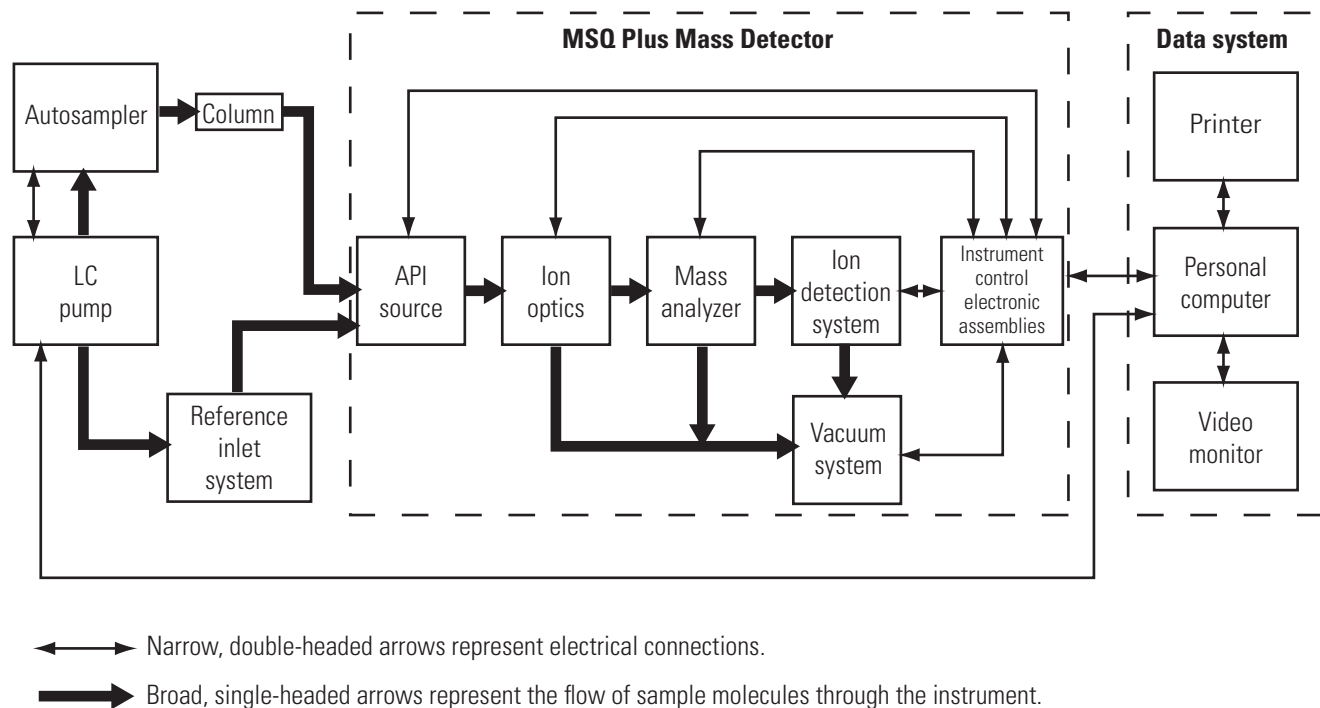 MSQ Plus Mass Detector
Data system
Autosampler
Column
Printer
LC
pump
API
source
Ion
optics
Mass
analyzer
Ion
detection
system
Instrument
control
electronic
assemblies
Personal
computer
Reference
inlet
system
Vacuum
system
Video
monitor
Narrow, double-headed arrows represent electrical connections.
Broad, single-headed arrows represent the flow of sample molecules through the instrument.